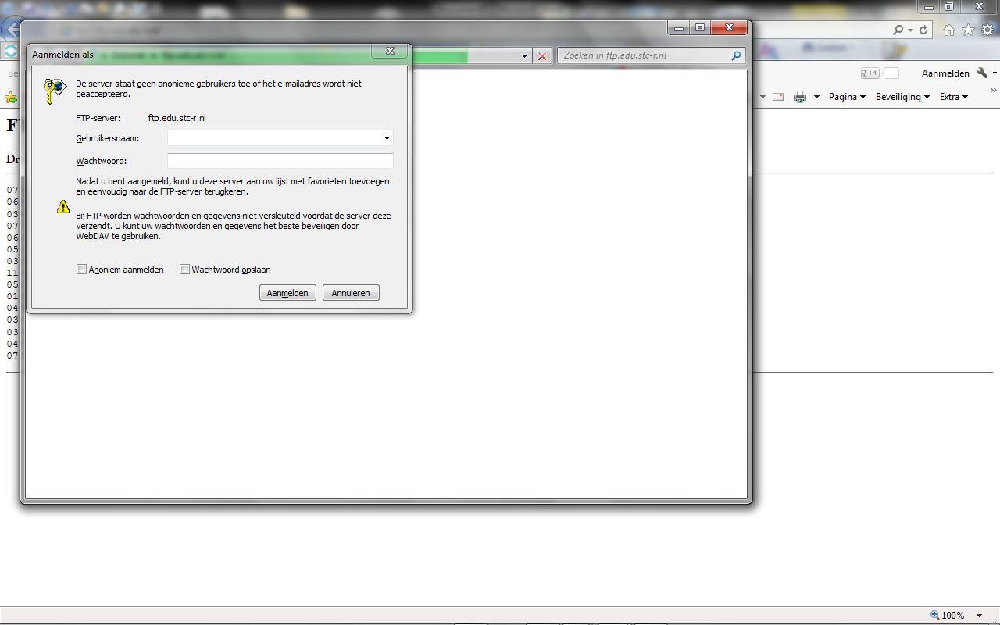 Aanmelden als
Zoeken in ftp.edu.stc-r.nl
De server staat geen anonieme gebruikers toe of het e-mailadres wordt niet
geaccepteerd.
FTP-server: ftp.edu.stc-r.nl
Gebruikersnaam:
Wachtwoord:
Nadat u bent aangemeld, kunt u deze server aan uw lijst met favorieten toevoegen
en eenvoudig naar de FTP-server terugkeren.
Bij FTP worden wachtwoorden en gegevens niet versleuteld voordat de server deze
verzendt. U kunt uw wachtwoorden en gegevens het beste beveiligen door
WebDAV te gebruiken.
Anoniem aanmelden Wachtwoord opslaan
Aanmelden Annuleren
+1 Aanmelden
Pagina Beveiliging Extra
Be
F
Dr
07
06
03
07
06
05
03
11
05
01
04
03
03
04
07
100%